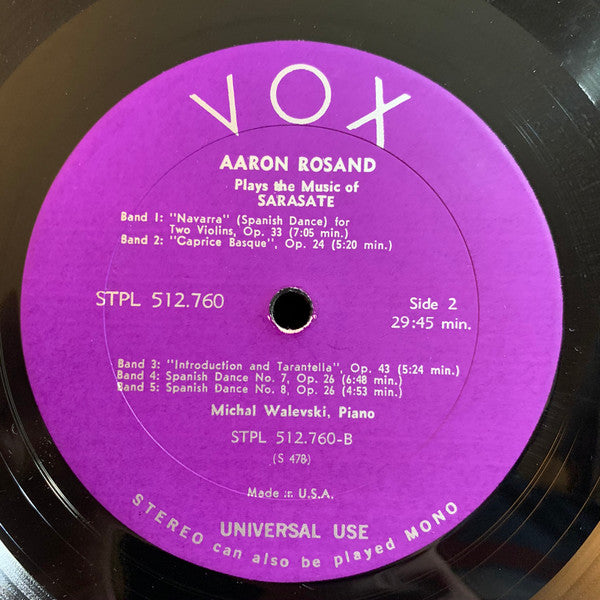 VOX
AARON ROSAND
Plays the Music of
SARASATE
Band 1: "Navarra" (Spanish Dance) for
Two Violins, Op. 33 (7:05 min.)
Band 2: "Caprice Basque", Op. 24 (5:20 min.)
STPL 512.760
Side 2
29:45 min.
Band 3: "Introduction and Tarantella", Op. 43 (5:24 min.)
Band 4: Spanish Dance No. 7, Op. 26 (6:48 min.)
Band 5: Spanish Dance No. 8, Op. 26 (4:53 min.)
Michal Walevski, Piano
STPL 512.760-B
(S 478)
Made in U.S.A.
UNIVERSAL USE
STEREO can also be played MONO